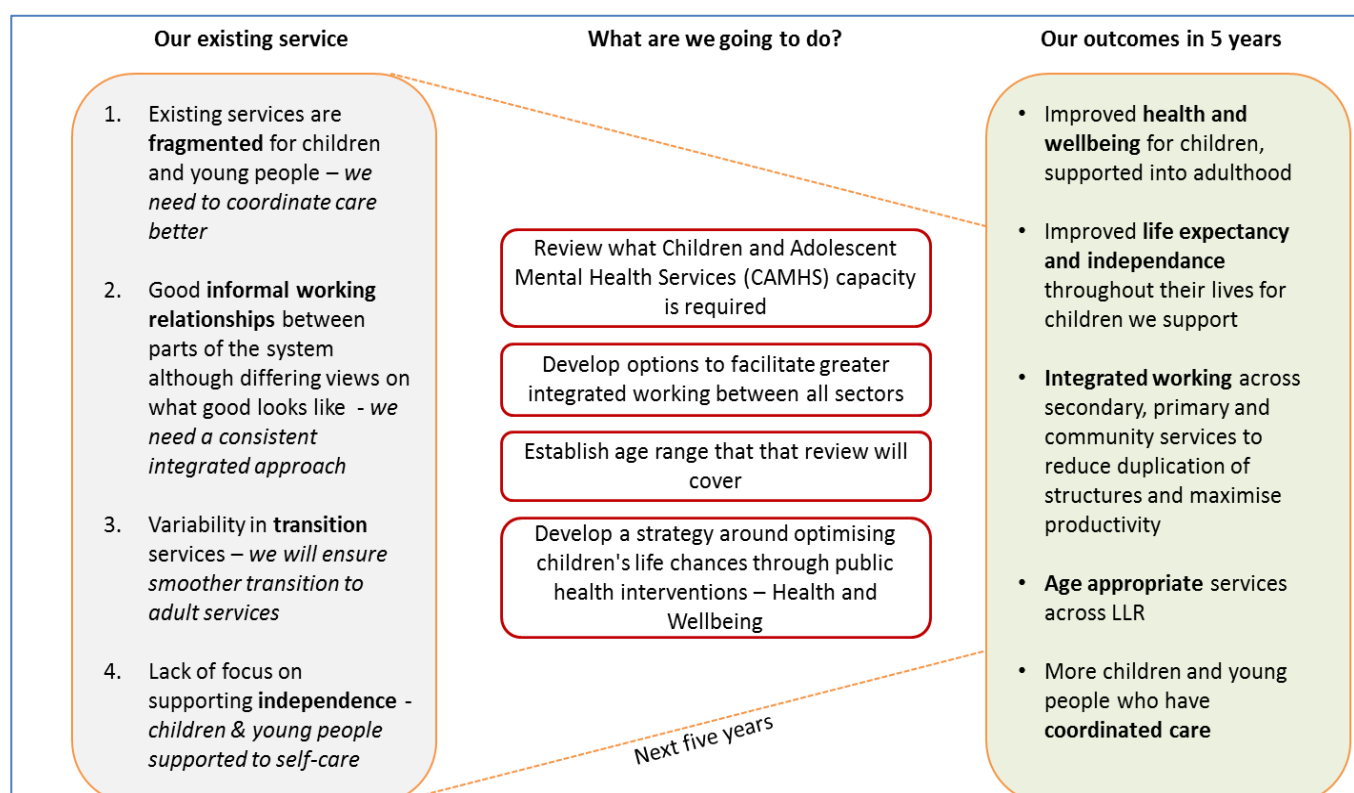 Our existing service
What are we going to do?
Our outcomes in 5 years
1. Existing services are
fragmented for children
and young people – we
need to coordinate care
better
2. Good informal working
relationships between
parts of the system
although differing views on
what good looks like - we
need a consistent
integrated approach
3. Variability in transition
services – we will ensure
smoother transition to
adult services
4. Lack of focus on
supporting independence -
children & young people
supported to self-care
Review what Children and Adolescent
Mental Health Services (CAMHS) capacity
is required
Develop options to facilitate greater
integrated working between all sectors
Establish age range that that review will
cover
Develop a strategy around optimising
children's life chances through public
health interventions – Health and
Wellbeing
Next five years
• Improved health and
wellbeing for children,
supported into adulthood
• Improved life expectancy
and independance
throughout their lives for
children we support
• Integrated working across
secondary, primary and
community services to
reduce duplication of
structures and maximise
productivity
• Age appropriate services
across LLR
• More children and young
people who have
coordinated care